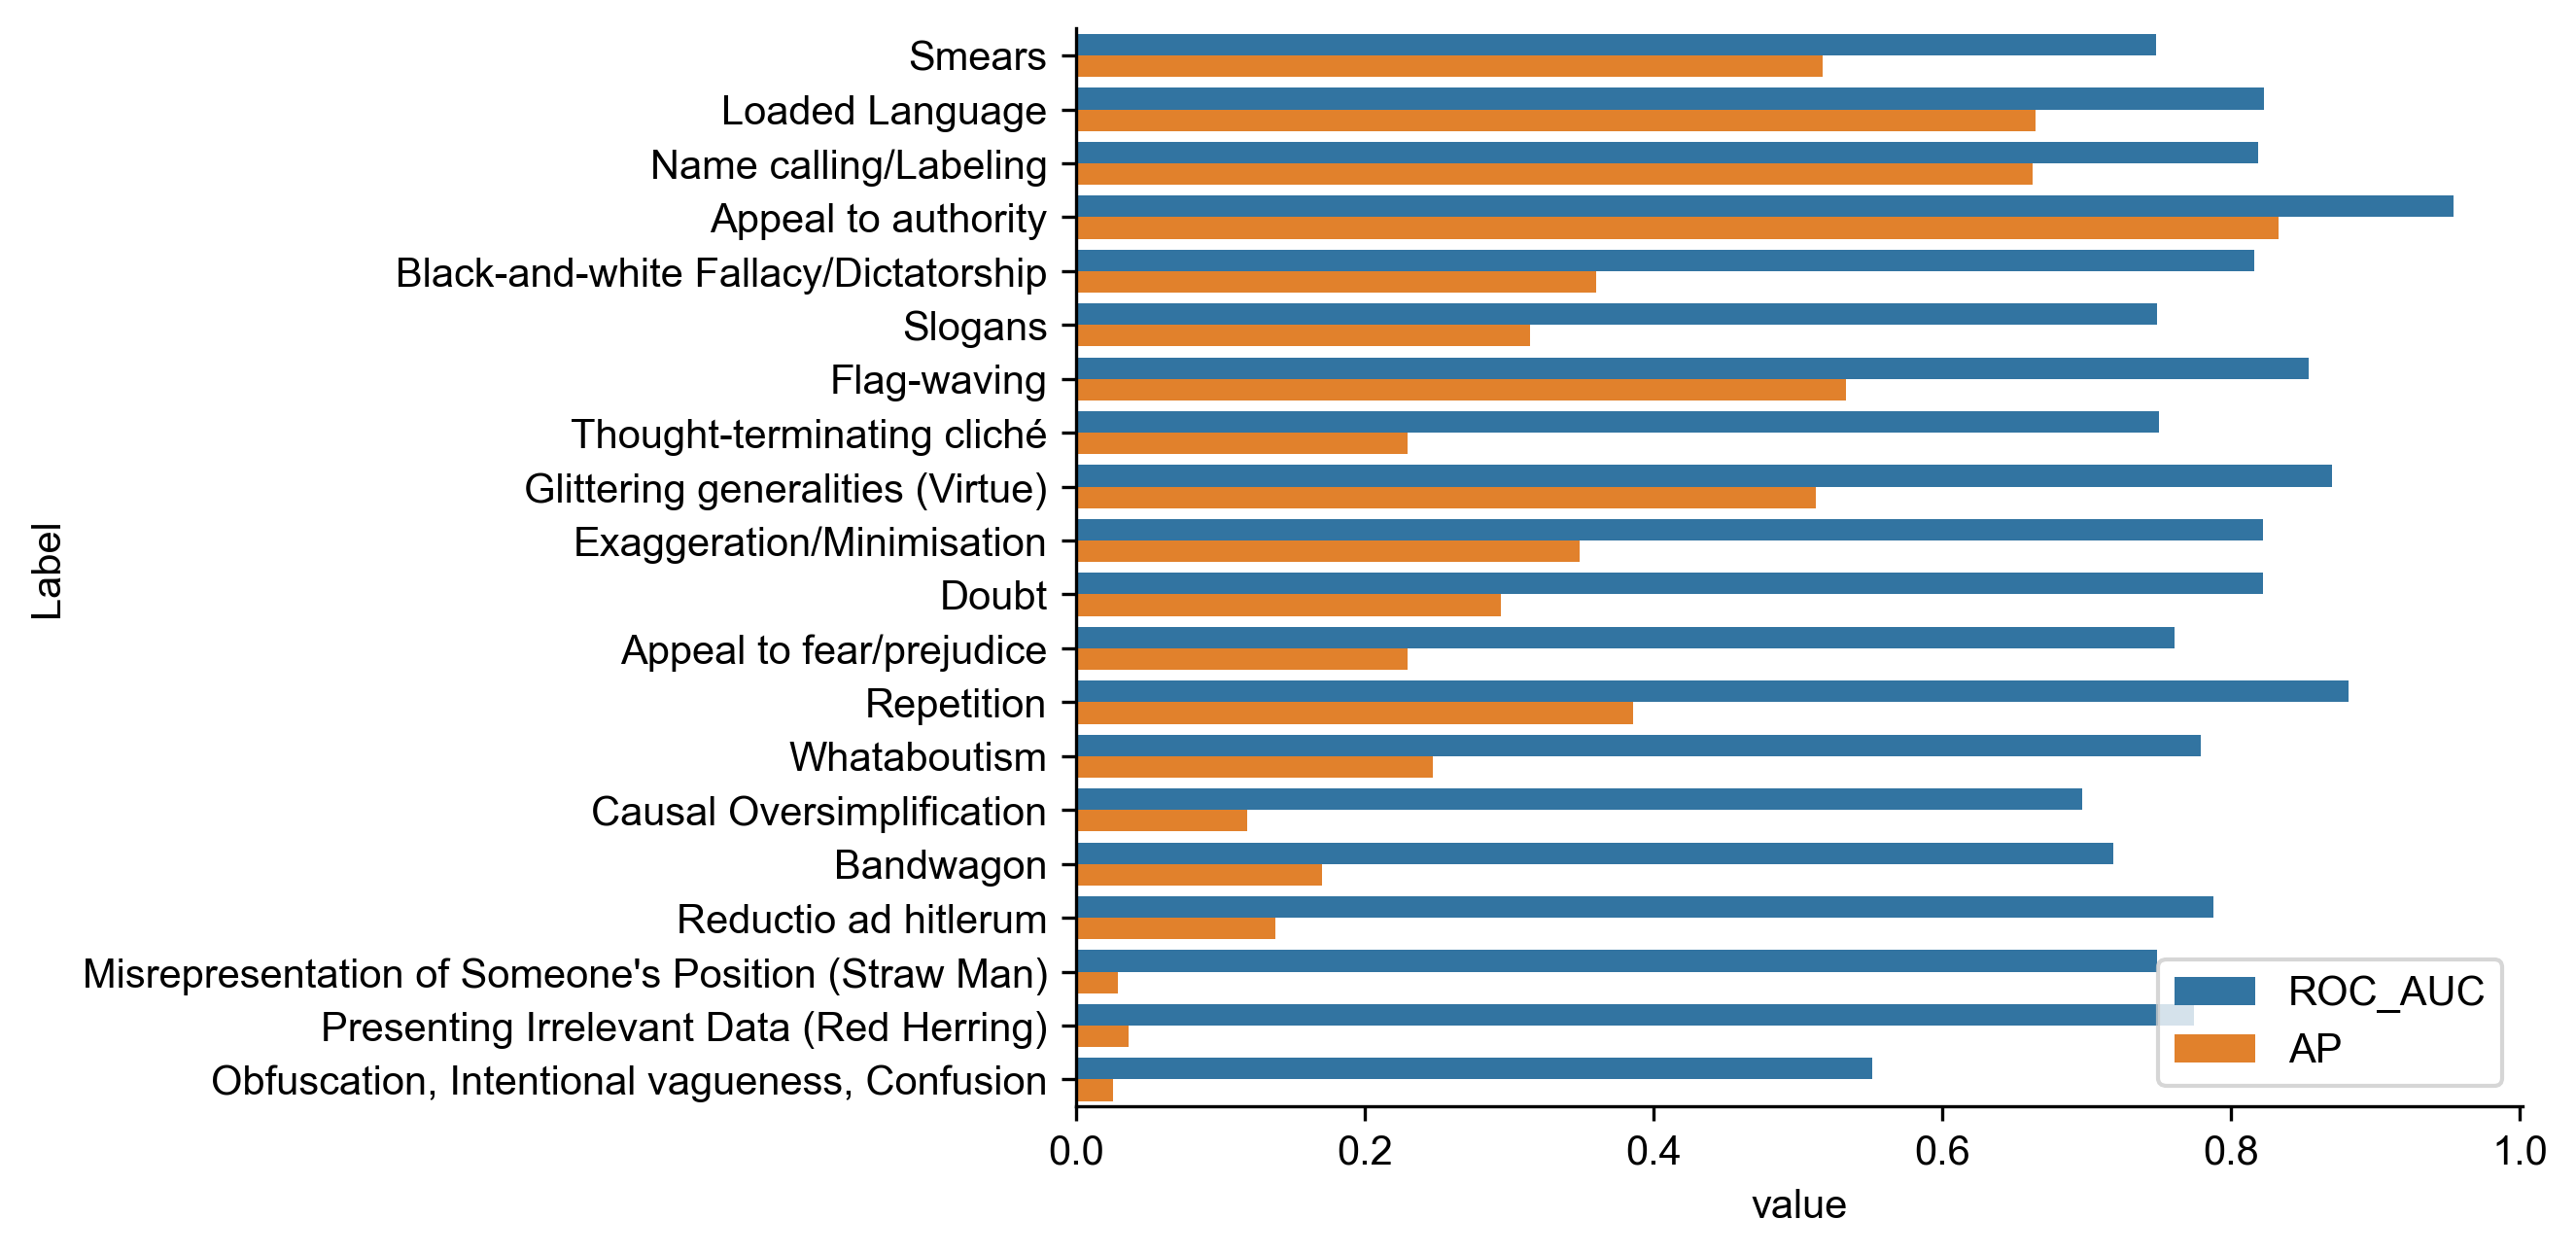 Smears
Loaded Language
Name calling/Labeling
Appeal to authority
Black-and-white Fallacy/Dictatorship
Slogans
Flag-waving
Thought-terminating cliché
Glittering generalities (Virtue)
Exaggeration/Minimisation
Doubt
Appeal to fear/prejudice
Repetition
Whataboutism
Causal Oversimplification
Bandwagon
Reductio ad hitlerum
Misrepresentation of Someone's Position (Straw Man)
Presenting Irrelevant Data (Red Herring)
Obfuscation, Intentional vagueness, Confusion
Label
ROC_AUC
AP
0.0 0.2 0.4 0.6 0.8 1.0
value